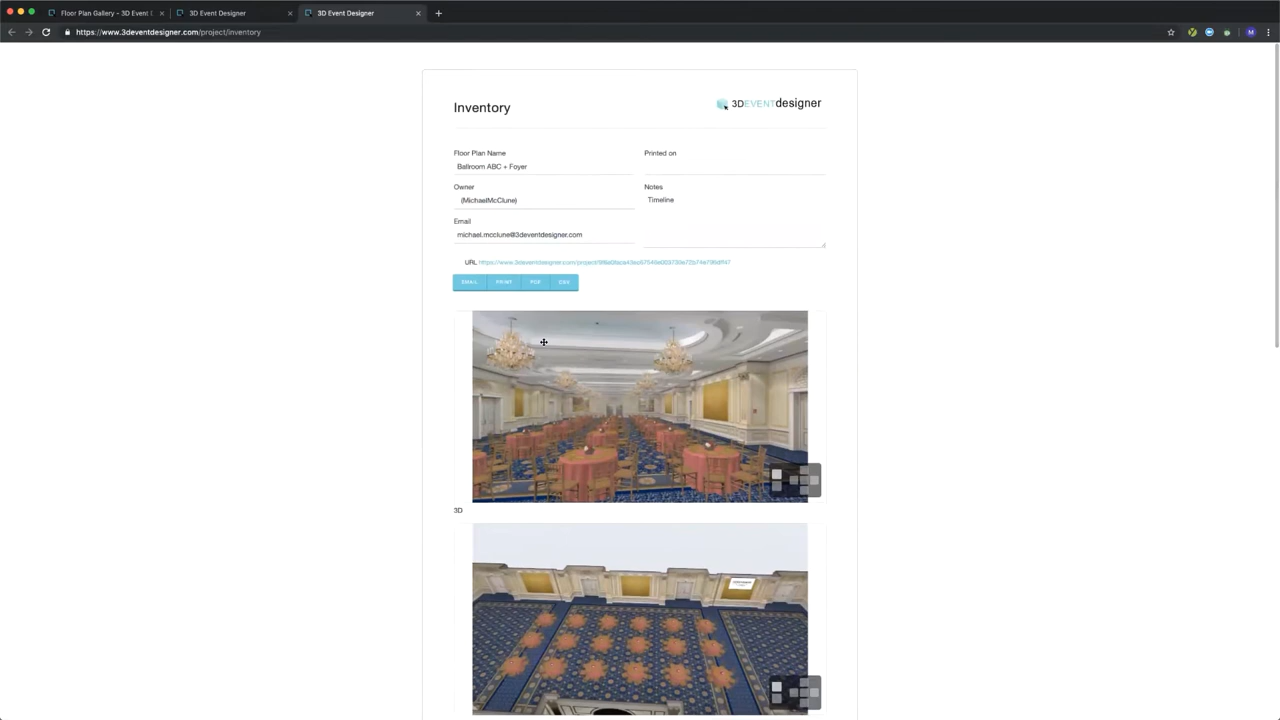 Floor Plan Gallery - 3D Event
3D Event Designer
3D Event Designer
https://www.3deventdesigner.com/project/inventory
M
Inventory
3DEVENTdesigner
Floor Plan Name
Printed on
Ballroom ABC + Foyer
Owner
Notes
(MichaelMcClune)
Timeline
Email
michael.mcclune@3deventdesigner.com
URL
EMAIL PRINT PDF CSV
3D